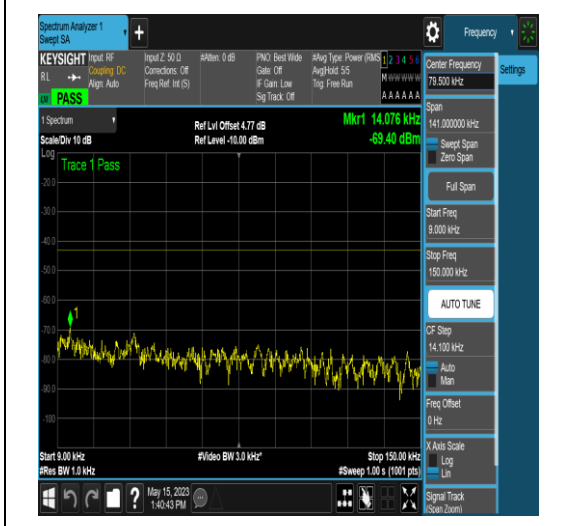 Spectrum Analyzer 1
Swept SA
+
Frequency
KEYSIGHT
RL
Input: RF
Coupling: DC
Align: Auto
Input Z: 50 Ω
Corrections: Off
Freq Ref: Int (S)
#Atten: 0 dB
PNO: Best Wide
Gate: Off
IF Gain: Low
Sig Track: Off
#Avg Type: Power (RMS
Avg|Hold: 5/5
Trig: Free Run
1 2 3 4 5 6
M W W W W W
A A A A A A
PASS
1 Spectrum
Scale/Div 10 dB
Ref Lvl Offset 4.77 dB
Ref Level -10.00 dBm
Mkr1 14.076 kHz
-69.40 dBm
Log
Trace 1 Pass
-20.0
-30.0
-40.0
-50.0
-60.0
1
-70.0
-80.0
-90.0
-100
Start 9.00 kHz
#Res BW 1.0 kHz
#Video BW 3.0 kHz*
Stop 150.00 kHz
#Sweep 1.00 s (1001 pts)
?
May 15, 2023
1:40:43 PM
Center Frequency
79.500 kHz
Settings
Span
141.000000 kHz
Swept Span
Zero Span
Full Span
Start Freq
9.000 kHz
Stop Freq
150.000 kHz
AUTO TUNE
CF Step
14.100 kHz
Auto
Man
Freq Offset
0 Hz
X Axis Scale
Log
Lin
Signal Track
(Span Zoom)